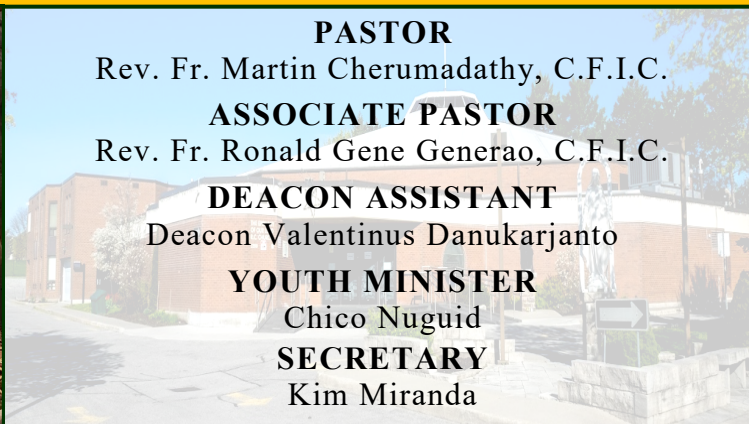 PASTOR
Rev. Fr. Martin Cherumadathy, C.F.I.C.
ASSOCIATE PASTOR
Rev. Fr. Ronald Gene Generao, C.F.I.C.
DEACON ASSISTANT
Deacon Valentinus Danukarjanto
YOUTH MINISTER
Chico Nuguid
SECRETARY
Kim Miranda